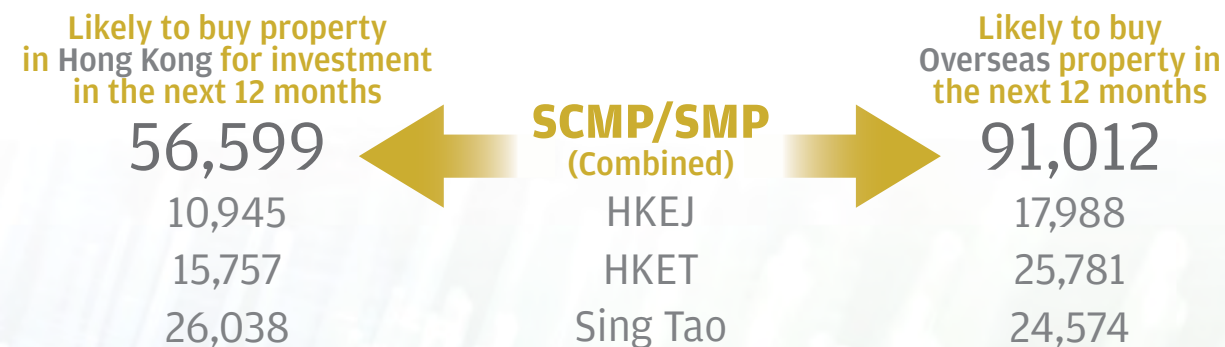 Likely to buy property
in Hong Kong for investment
in the next 12 months
56,599
SCMP/SMP
(Combined)
Likely to buy
Overseas property in
the next 12 months
91,012
10,945 HKEJ 17,988
15,757 HKET 25,781
26,038 Sing Tao 24,574